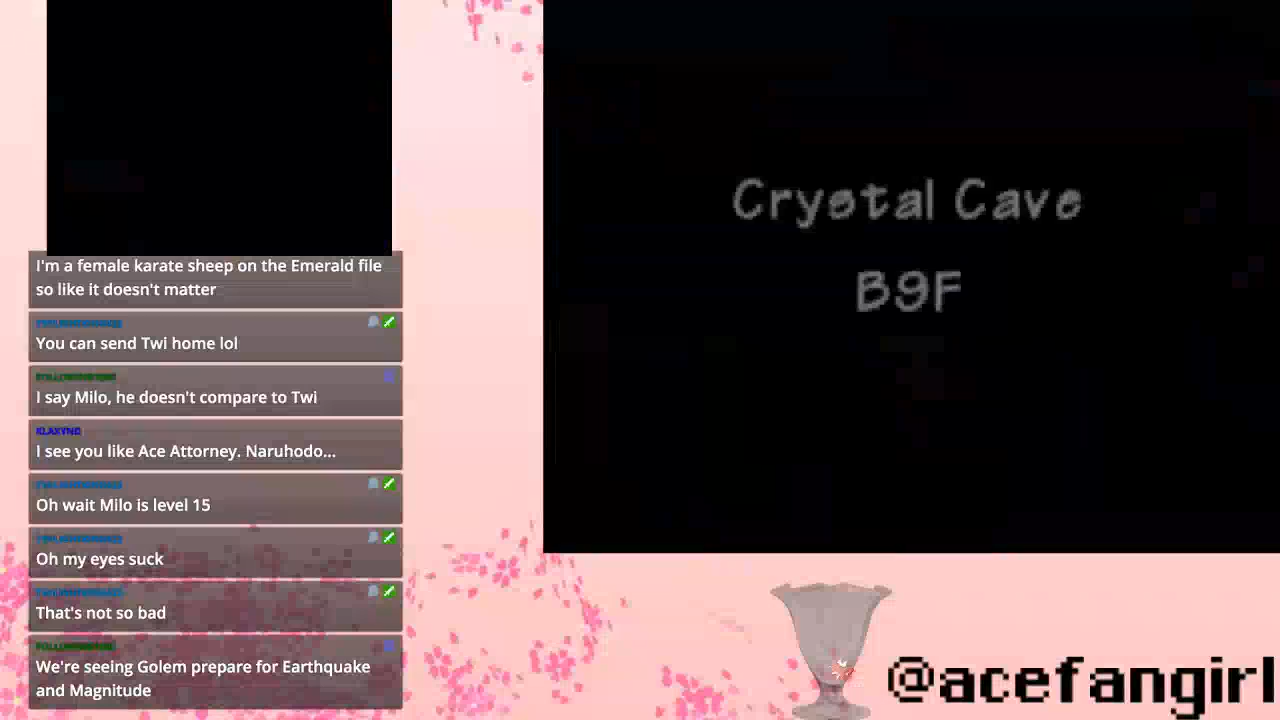 I'm a female karate sheep on the Emerald file
so like it doesn't matter
You can send Twi home lol
I say Milo, he doesn't compare to Twi
KLAXYND
I see you like Ace Attorney. Naruhodo...
Oh wait Milo is level 15
Oh my eyes suck
That's not so bad
We're seeing Golem prepare for Earthquake
and Magnitude
Crystal Cave
B9F
@acefangirl